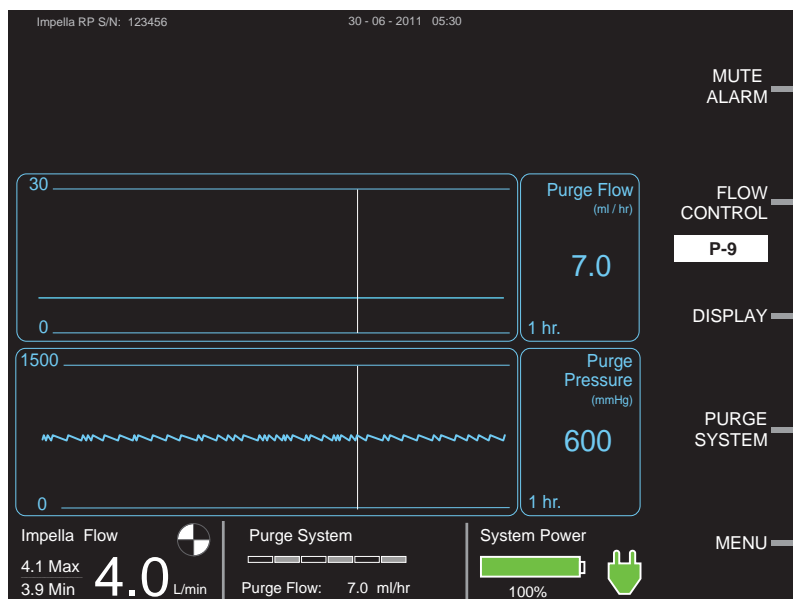 Impella RP S/N: 123456
30 - 06 - 2011 05:30
MUTE
ALARM
30
0
Purge Flow
(ml / hr)
7.0
1 hr.
FLOW
CONTROL
P-9
DISPLAY
1500
0
Purge
Pressure
(mmHg)
600
1 hr.
PURGE
SYSTEM
Impella Flow
4.1 Max
3.9 Min
4.0 L/min
Purge System
Purge Flow: 7.0 ml/hr
System Power
100%
MENU